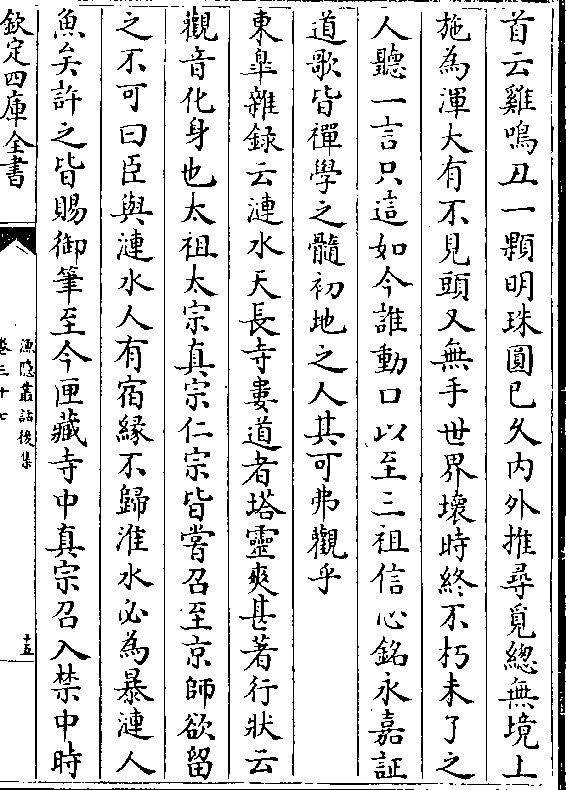 首云雞鳴丑一顆明珠圓已久内外推尋覓總無境上
施為渾大有不見頭又無手世界壞時終不朽未了之
人聽一言只這如今誰動口以至三祖信心銘永嘉証
道歌皆禪學之髓初地之人其可弗觀乎
東臯雜録云漣水天長寺婁道者塔靈爽甚著行狀云
觀音化身也太祖太宗真宗仁宗皆嘗召至京師欲留
之不可曰臣與漣水人有宿縁不歸淮水必為暴漣人
魚矣許之皆賜御筆至今匣藏寺中真宗召入禁中時
欽定四庫全書
漁隱叢話後集
卷三十七
十五